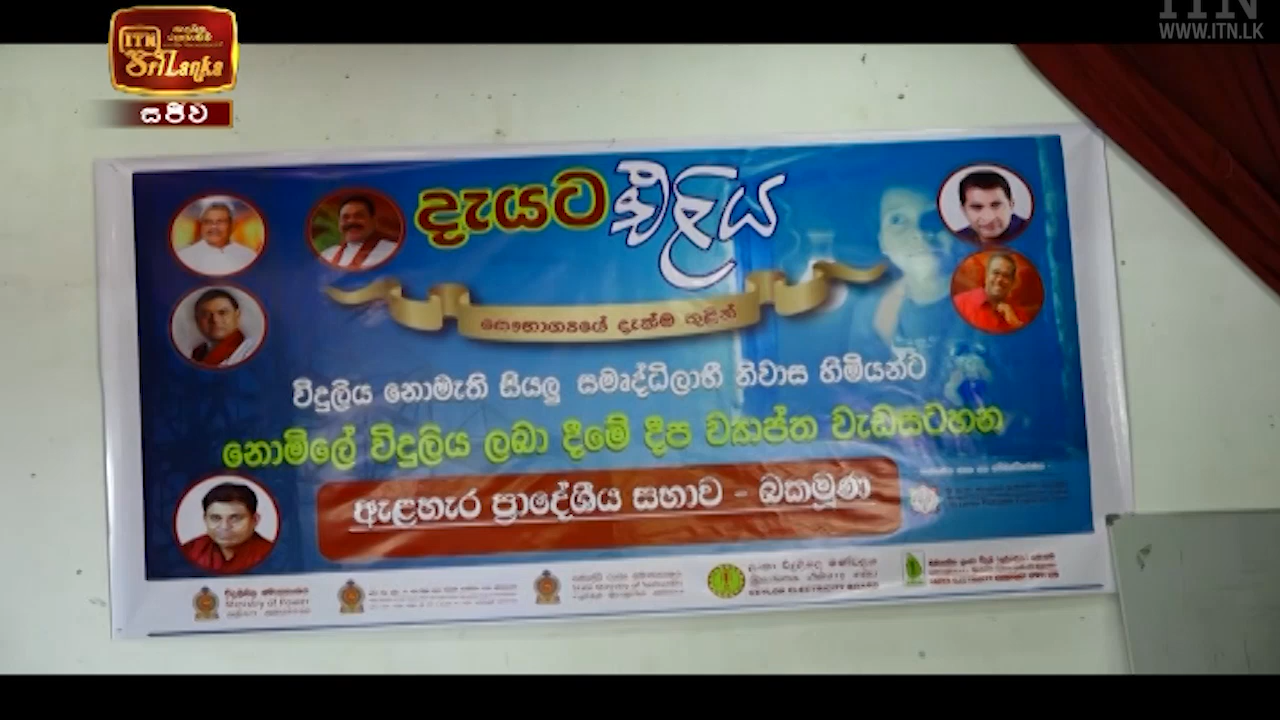 ITN
WWW.ITN.LK
ITN
Sri Lanka
සජීව
දැයට එළිය
සෞභාග්‍යයේ දැක්ම තුළින්
විදුලිය නොමැති සියලු සමෘද්ධිලාභී නිවාස හිමියන්ට
නොමිලේ විදුලිය ලබා දීමේ දීප ව්‍යාප්ත වැඩසටහන
ඇළහැර ප්‍රාදේශීය සභාව - බකමූණ
Ministry of Power
CEYLON ELECTRICITY BOARD